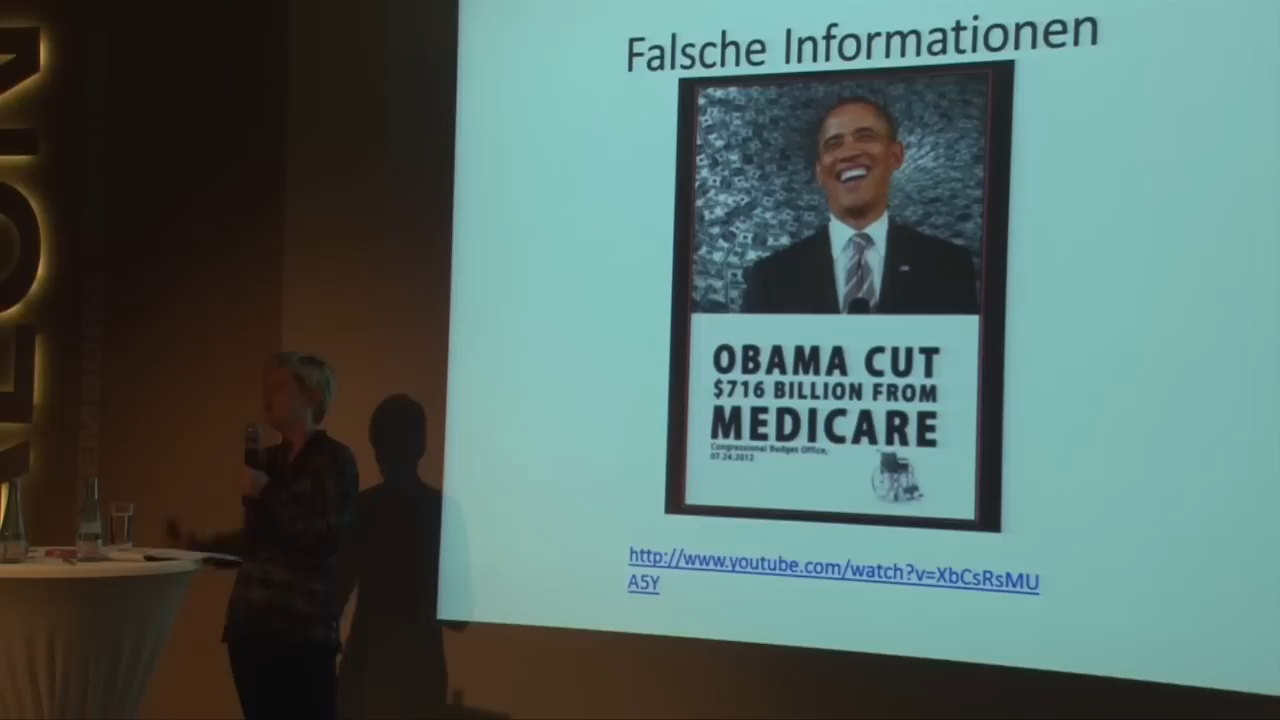 Falsche Informationen
OBAMA CUT
$716 BILLION FROM
MEDICARE
Congressional Budget Office,
07.24.2012
http://www.youtube.com/watch?v=XbCsRsMU
A5Y